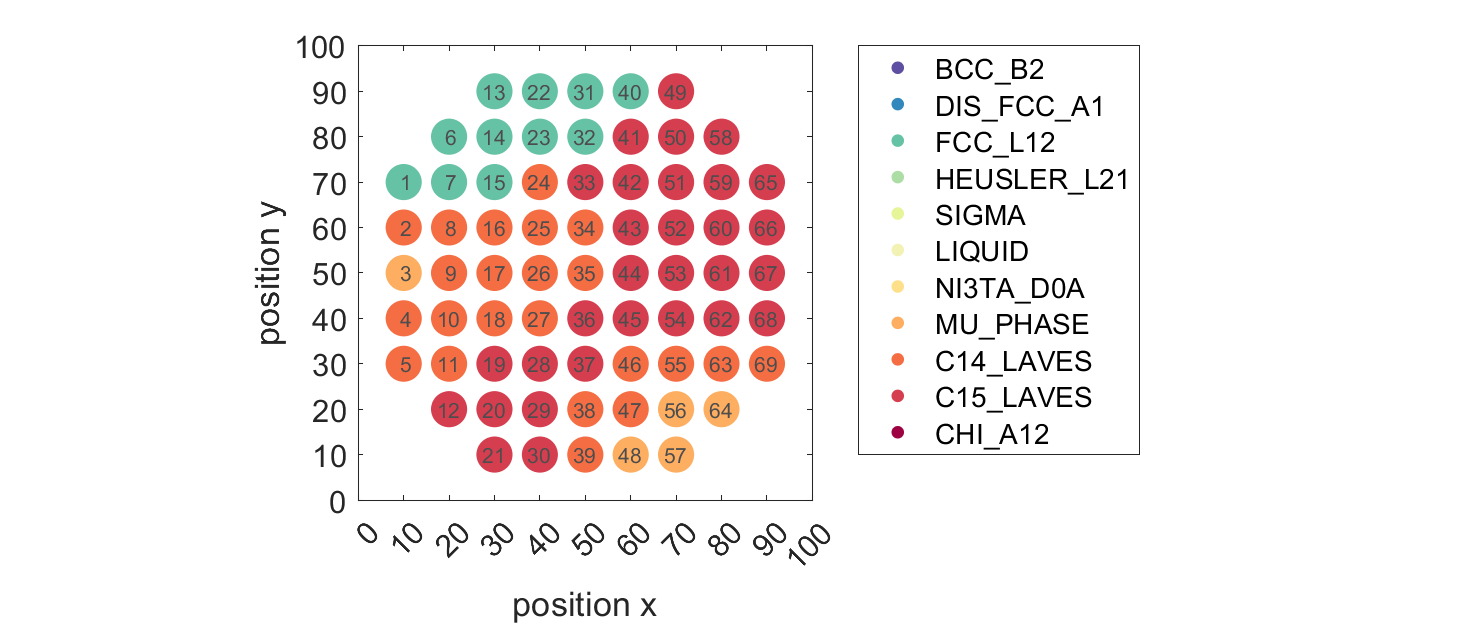 100
90
80
70
60
50
40
30
20
10
0
13 22 31 40 49
6 14 23 32 41 50 58
1 7 15 24 33 42 51 59 65
2 8 16 25 34 43 52 60 66
3 9 17 26 35 44 53 61 67
4 10 18 27 36 45 54 62 68
5 11 19 28 37 46 55 63 69
12 20 29 38 47 56 64
21 30 39 48 57
0 10 20 30 40 50 60 70 80 90 100
position x
position y
BCC_B2
DIS_FCC_A1
FCC_L12
HEUSLER_L21
SIGMA
LIQUID
NI3TA_D0A
MU_PHASE
C14_LAVES
C15_LAVES
CHI_A12